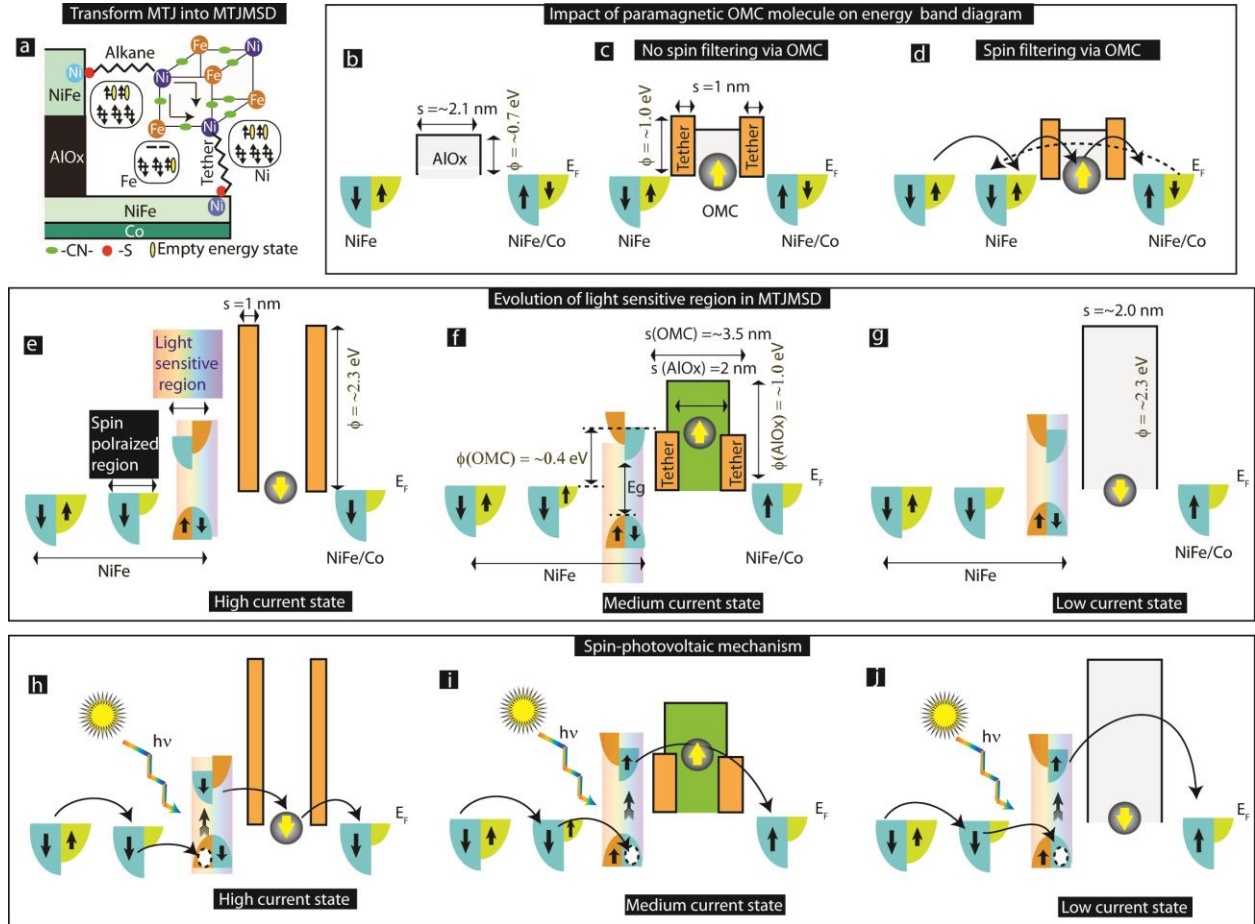 Transform MTJ into MTJMSD
a
Alkane
Ni
Fe
Ni
Ni
Fe
Ni
Fe
Fe
Ni
NiFe
AlOx
Fe
Tether
Ni
Ni
NiFe
Co
-CN- -S Empty energy state
Impact of paramagnetic OMC molecule on energy band diagram
b
s=~2.1 nm
AlOx
ϕ = ~0.7 eV
E_F
NiFe
NiFe/Co
c
No spin filtering via OMC
s=1 nm
ϕ = ~1.0 eV
Tether
Tether
E_F
OMC
NiFe
NiFe/Co
d
Spin filtering via OMC
E_F
NiFe
NiFe/Co
Evolution of light sensitive region in MTJMSD
e
s =1 nm
Light
sensitive
region
Spin
polraized
region
ϕ = ~2.3 eV
E_F
NiFe/Co
NiFe
High current state
f
s(OMC) =~3.5 nm
s (AlOx) =2 nm
ϕ(OMC) = ~0.4 eV
Eg
Tether
Tether
ϕ(AlOx) = ~1.0 eV
E_F
NiFe/Co
NiFe
Medium current state
g
s =~2.0 nm
ϕ = ~2.3 eV
E_F
NiFe/Co
NiFe
Low current state
Spin-photovoltaic mechanism
h
hν
E_F
High current state
i
hν
E_F
Medium current state
j
hν
E_F
Low current state